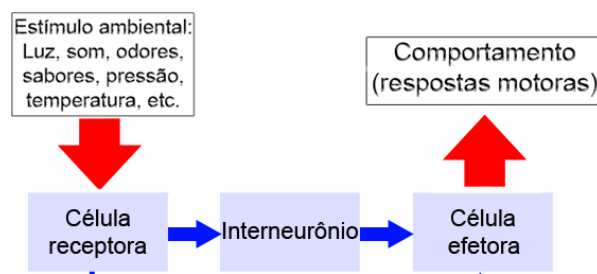 Estímulo ambiental:
Luz, som, odores,
sabores, pressão,
temperatura, etc.
Comportamento
(respostas motoras)
Célula
receptora
Interneurônio
Célula
efetora